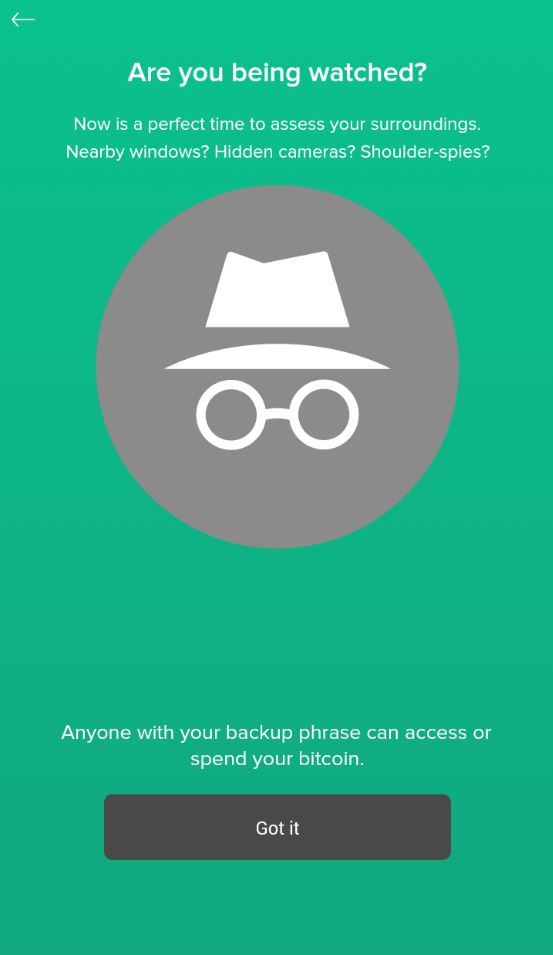 Are you being watched?
Now is a perfect time to assess your surroundings.
Nearby windows? Hidden cameras? Shoulder-spies?
Anyone with your backup phrase can access or
spend your bitcoin.
Got it